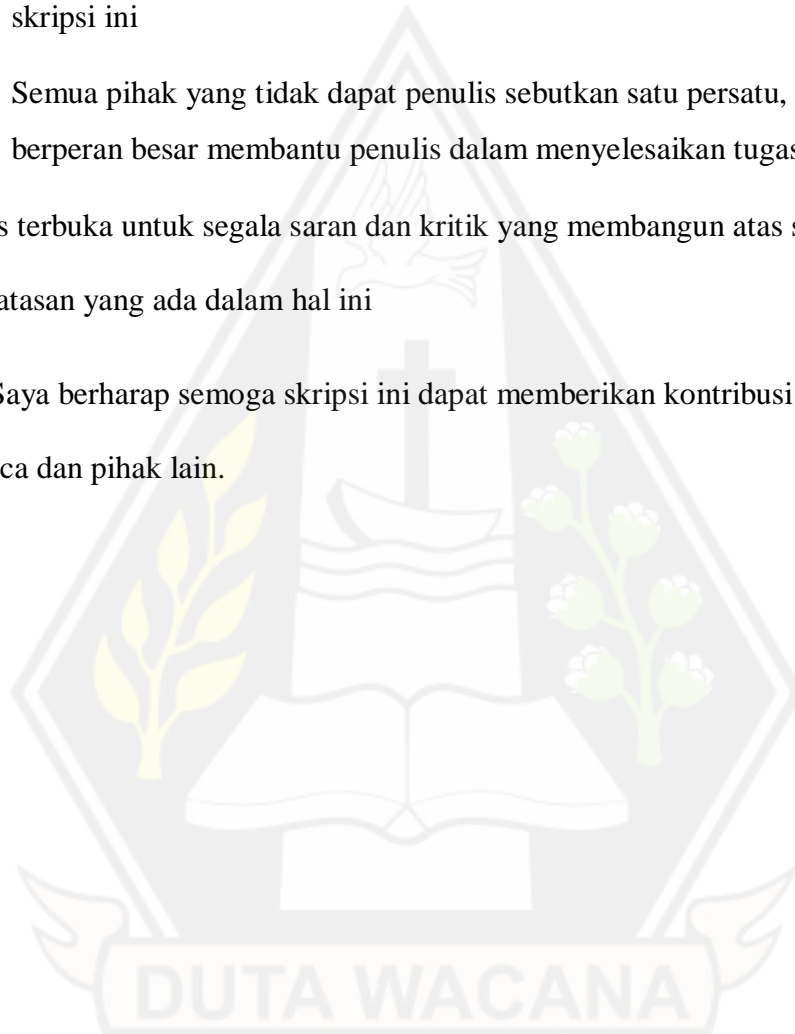 skripsi ini
Semua pihak yang tidak dapat penulis sebutkan satu persatu,
berperan besar membantu penulis dalam menyelesaikan tugas
s terbuka untuk segala saran dan kritik yang membangun atas s
atasan yang ada dalam hal ini
Saya berharap semoga skripsi ini dapat memberikan kontribusi
ca dan pihak lain.
DUTA WACANA